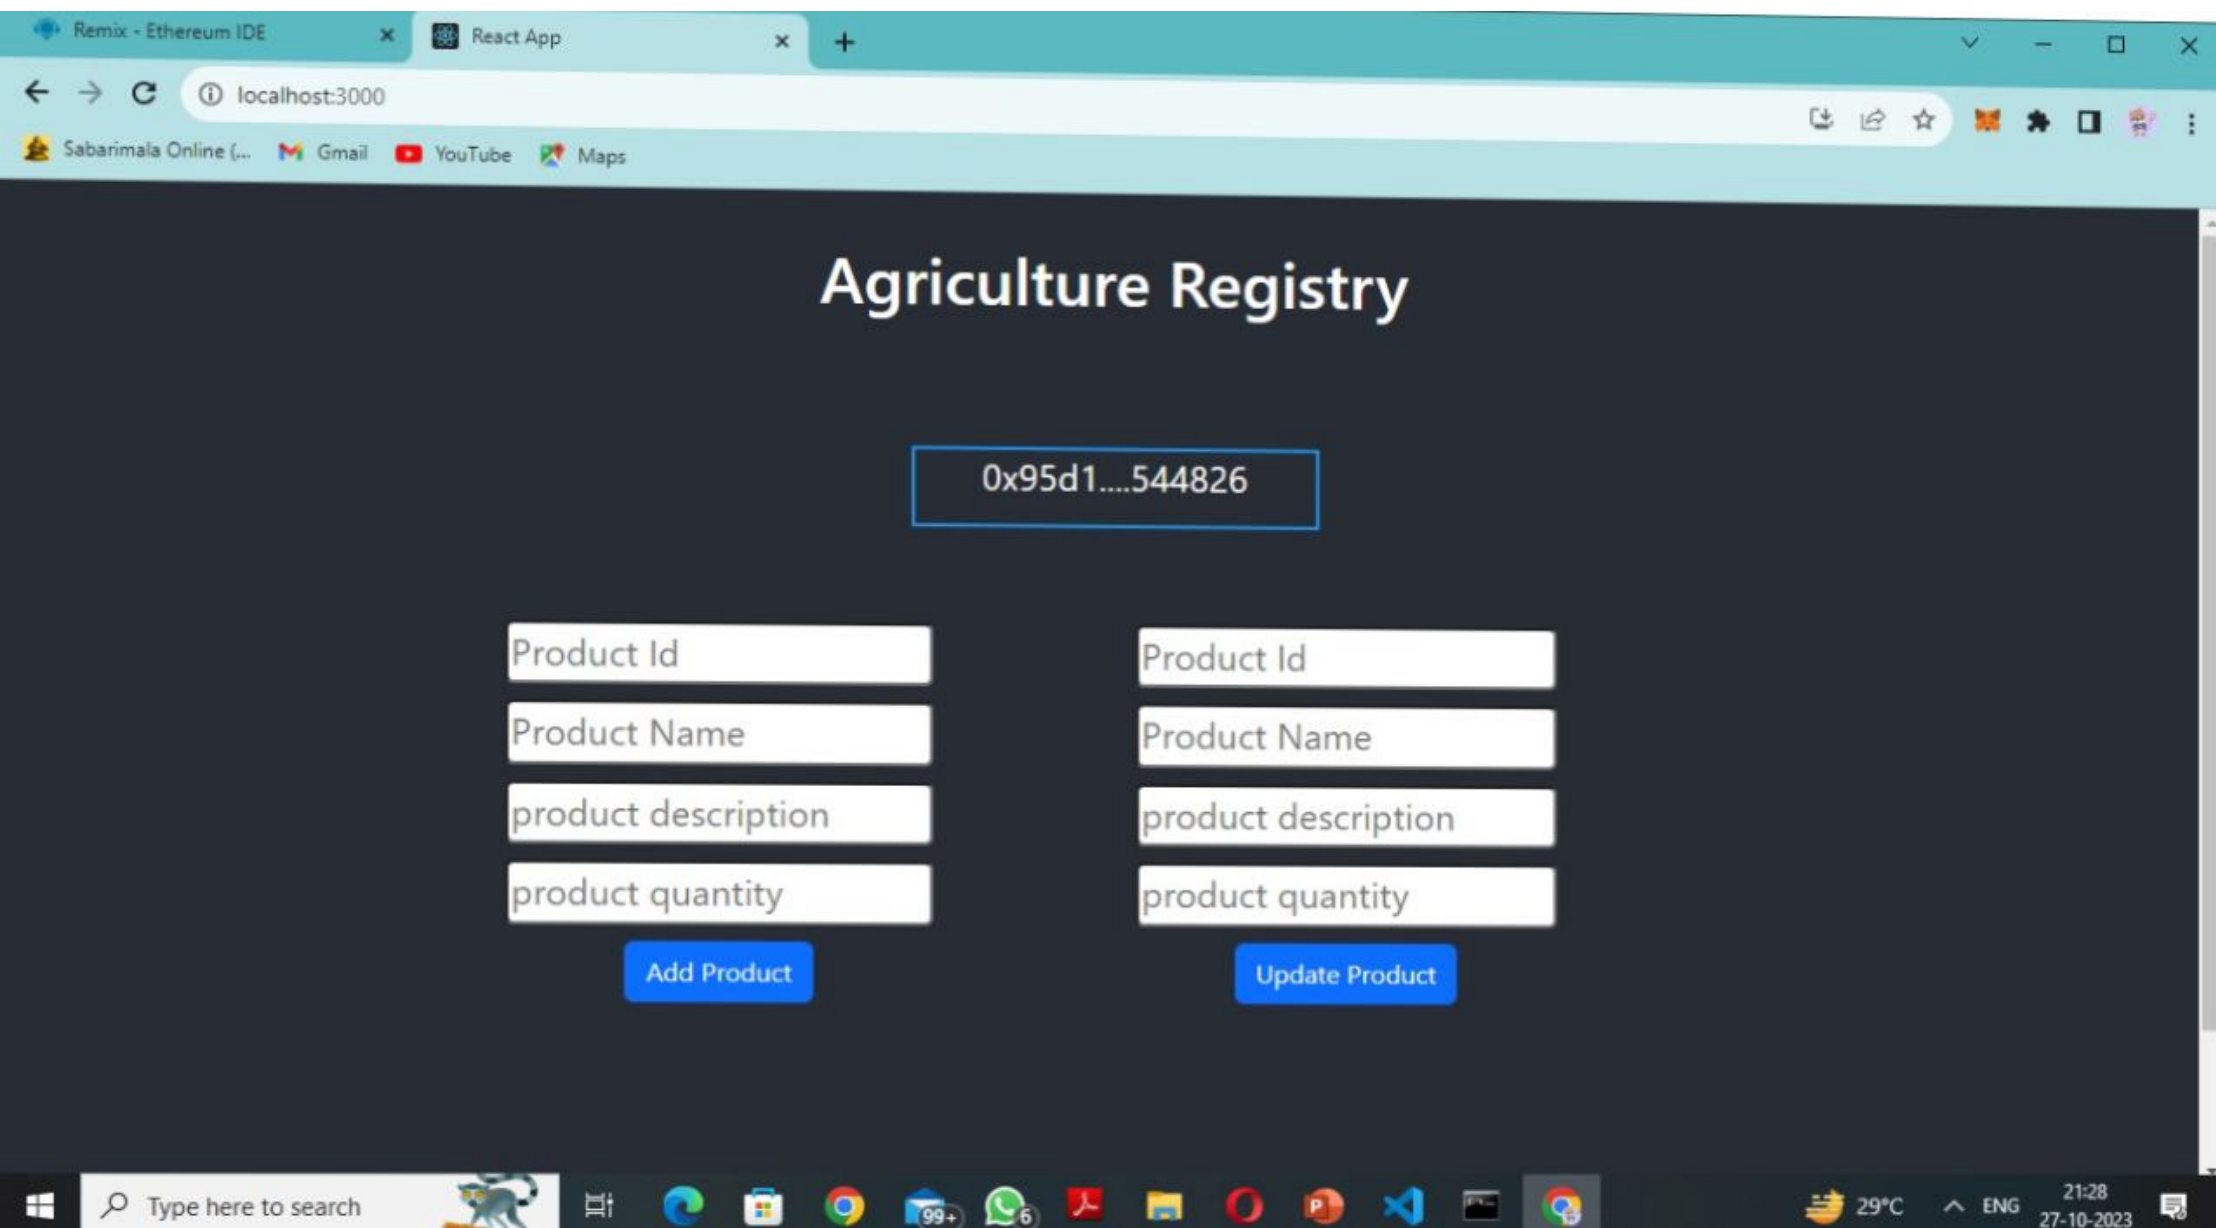 Remix - Ethereum IDE
React App
localhost:3000
Sabarimala Online (...
Gmail
YouTube
Maps
Agriculture Registry
0x95d1....544826
Product Id
Product Name
product description
product quantity
Add Product
Product Id
Product Name
product description
product quantity
Update Product
Type here to search
99+
6
29°C
ENG
21:28
27-10-2023